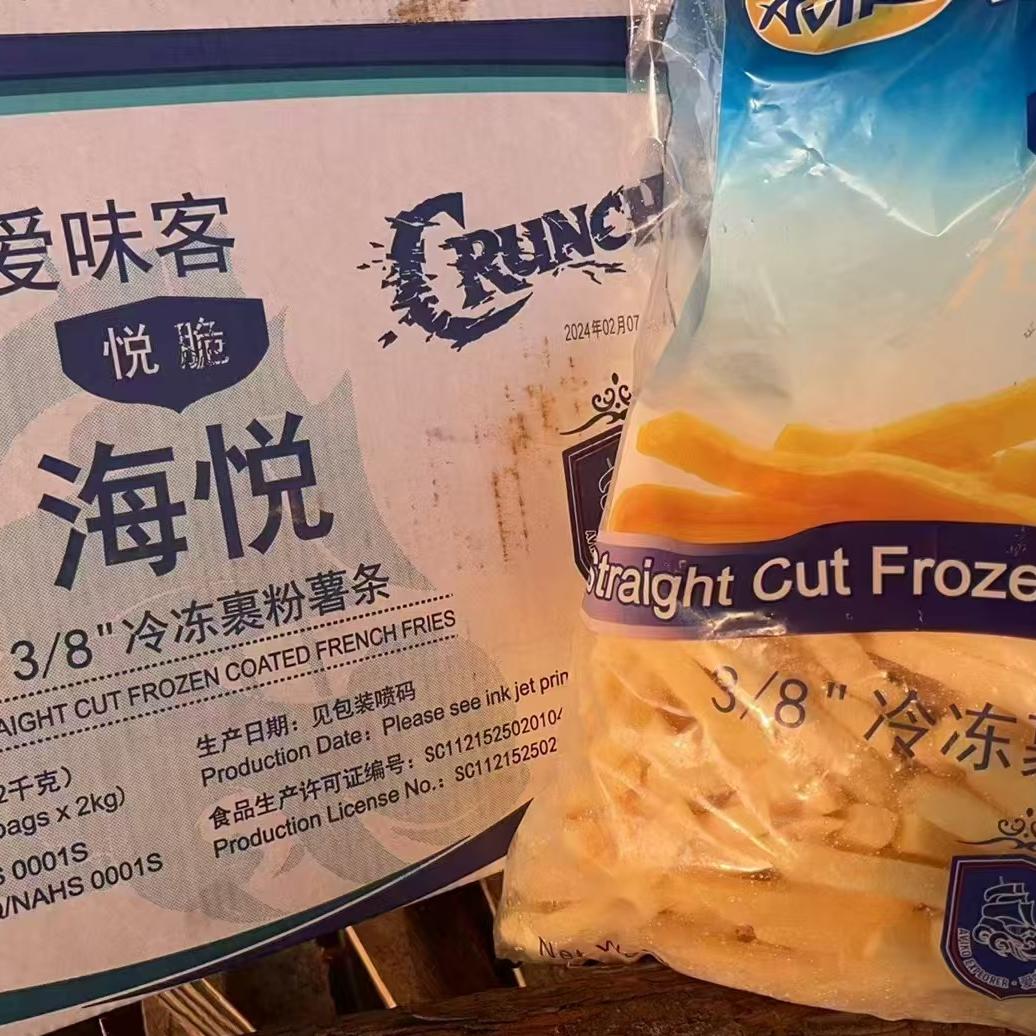 爱味客
悦脆
海悦
3/8"冷冻裹粉薯条
AIGHT CUT FROZEN COATED FRENCH FRIES
CRUNCH
2024年02月07
2千克）
bags x 2kg)
S 0001S
Q/NAHS 0001S
生产日期：见包装喷码
Production Date: Please see ink jet prin
食品生产许可证编号：SC1121525020104
Production License No.: SC112152502
Straight Cut Froze
3/8"冷冻
AVIKO EXPLORER